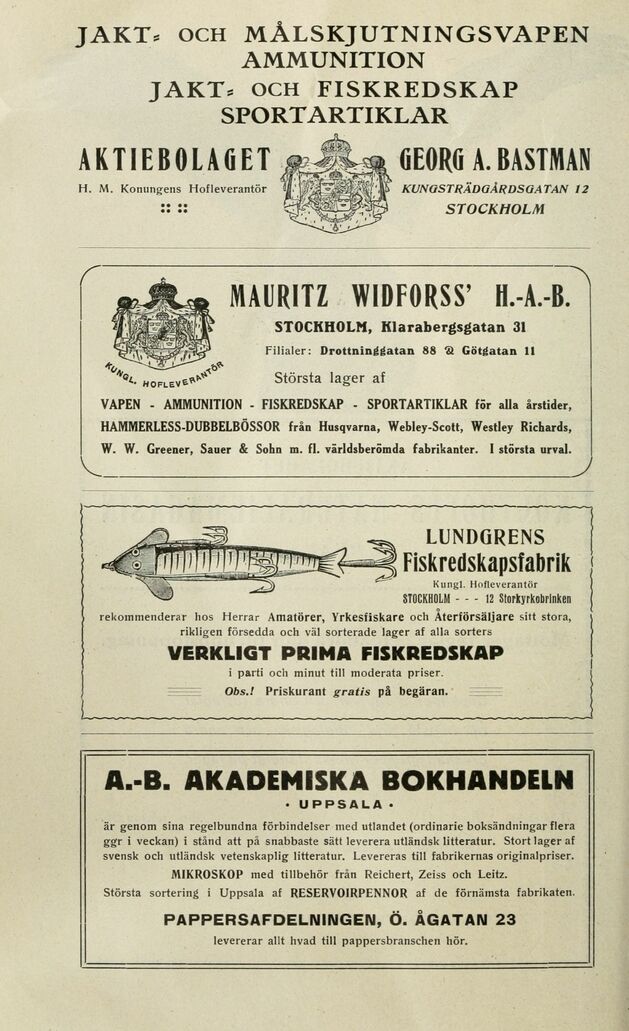 JAKT- OCH MÅLSKJUTNINGSVAPEN
AMMUNITION
JAKT- OCH FISKREDSKAP
SPORTARTIKLAR
AKTIEBOLAGET GEORG A. BASTMAN
H. M. Konungens Hofleverantör KUNGSTRÄDGÅRDSGATAN 12
:: :: STOCKHOLM
MAURITZ WIDFORSS' H.-A.-B.
STOCKHOLM, Klarabergsgatan 31
Filialer: Drottninggatan 88 & Götgatan 11
KUNGL. HOFLEVERANTÖR
Största lager af
VAPEN - AMMUNITION - FISKREDSKAP - SPORTARTIKLAR för alla årstider,
HAMMERLESS-DUBBELBÖSSOR från Husqvarna, Webley-Scott, Westley Richards,
W. W. Greener, Sauer & Sohn m. fl. världsberömda fabrikanter. I största urval.
LUNDGRENS
Fiskredskapsfabrik
Kungl. Hofleverantör
STOCKHOLM - - - 12 Storkyrkobrinken
rekommenderar hos Herrar Amatörer, Yrkesfiskare och Återförsäljare sitt stora,
rikligen försedda och väl sorterade lager af alla sorters
VERKLIGT PRIMA FISKREDSKAP
i parti och minut till moderata priser.
Obs.! Priskurant gratis på begäran.
A.-B. AKADEMISKA BOKHANDELN
· UPPSALA ·
är genom sina regelbundna förbindelser med utlandet (ordinarie boksändningar flera
ggr i veckan) i stånd att på snabbaste sätt leverera utländsk litteratur. Stort lager af
svensk och utländsk vetenskaplig litteratur. Levereras till fabrikernas originalpriser.
MIKROSKOP med tillbehör från Reichert, Zeiss och Leitz.
Största sortering i Uppsala af RESERVOIRPENNOR af de förnämsta fabrikaten.
PAPPERSAFDELNINGEN, Ö. ÅGATAN 23
levererar allt hvad till pappersbranschen hör.